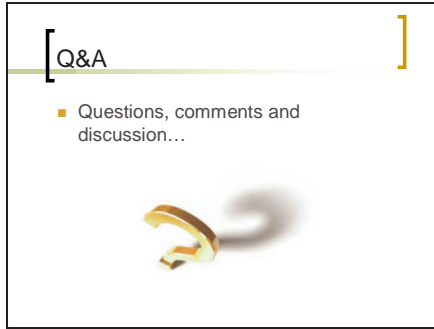 Q&A
Questions, comments and
discussion…